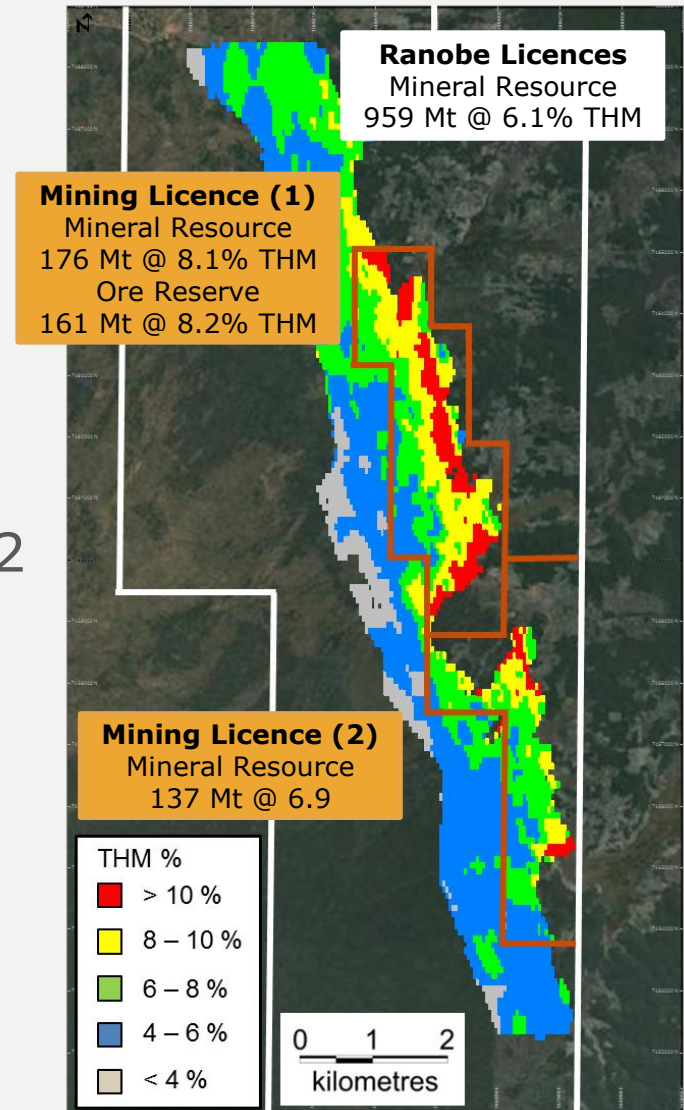 N
Ranobe Licences
Mineral Resource
959 Mt @ 6.1% THM
Mining Licence (1)
Mineral Resource
176 Mt @ 8.1% THM
Ore Reserve
161 Mt @ 8.2% THM
2
Mining Licence (2)
Mineral Resource
137 Mt @ 6.9
THM %
> 10 %
8 – 10 %
6 – 8 %
4 – 6 %
< 4 %
0 1 2
kilometres